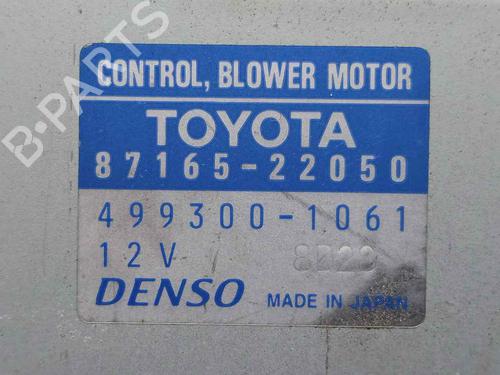 CONTROL, BLOWER MOTOR
TOYOTA
87165-22050
499300-1061
12V
DENSO MADE IN JAPAN
B-PARTS